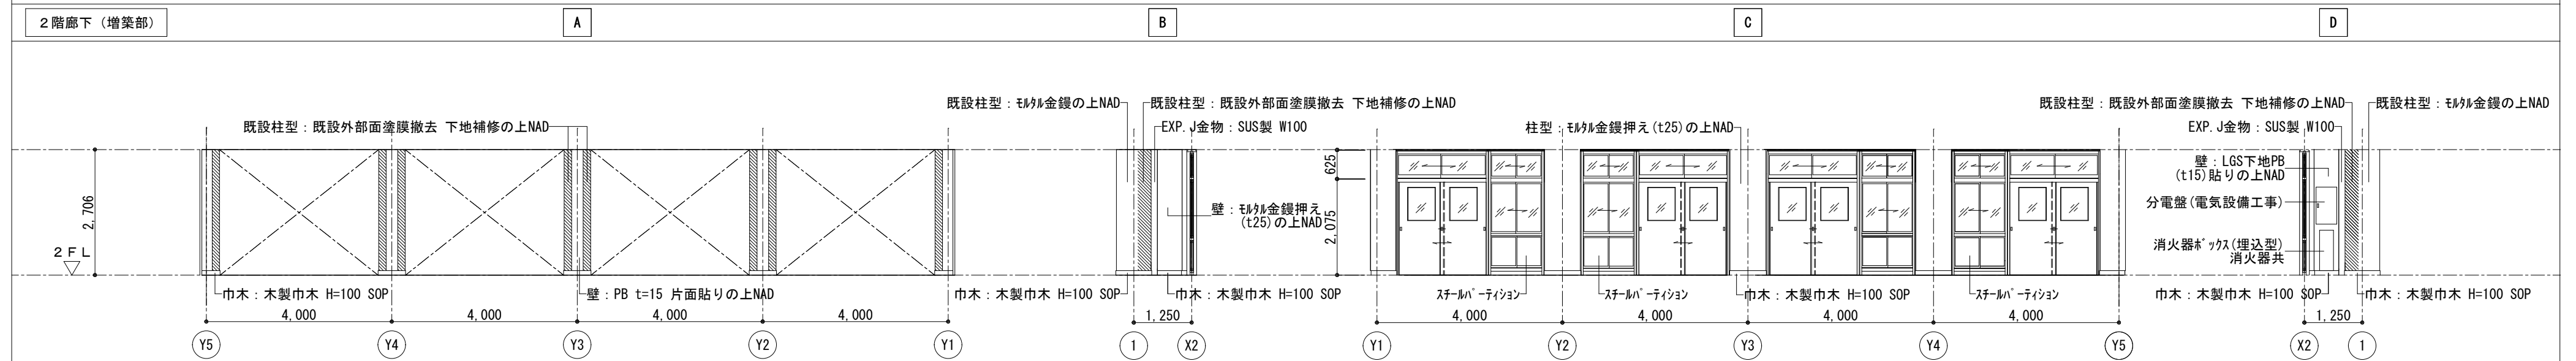 ２階廊下（増築部）
A
B
C
D
既設柱型：既設外部面塗膜撤去 下地補修の上NAD
2,706
２ＦＬ
巾木：木製巾木 H=100 SOP
壁：PB t=15 片面貼りの上NAD
4,000
4,000
4,000
4,000
Y5
Y4
Y3
Y2
Y1
既設柱型：ﾓﾙﾀﾙ金鏝の上NAD
既設柱型：既設外部面塗膜撤去 下地補修の上NAD
EXP.J金物：SUS製 W100
壁：ﾓﾙﾀﾙ金鏝押え
(t25)の上NAD
巾木：木製巾木 H=100 SOP
巾木：木製巾木 H=100 SOP
1,250
1
X2
柱型：ﾓﾙﾀﾙ金鏝押え(t25)の上NAD
625
2,075
ｽﾁｰﾙﾊﾟｰﾃｨｼｮﾝ
ｽﾁｰﾙﾊﾟｰﾃｨｼｮﾝ
巾木：木製巾木 H=100 SOP
ｽﾁｰﾙﾊﾟｰﾃｨｼｮﾝ
4,000
4,000
4,000
4,000
Y1
Y2
Y3
Y4
Y5
既設柱型：既設外部面塗膜撤去 下地補修の上NAD
既設柱型：ﾓﾙﾀﾙ金鏝の上NAD
EXP.J金物：SUS製 W100
壁：LGS下地PB
(t15)貼りの上NAD
分電盤(電気設備工事)
消火器ﾎﾞｯｸｽ(埋込型)
消火器共
巾木：木製巾木 H=100 SOP
巾木：木製巾木 H=100 SOP
1,250
X2
1